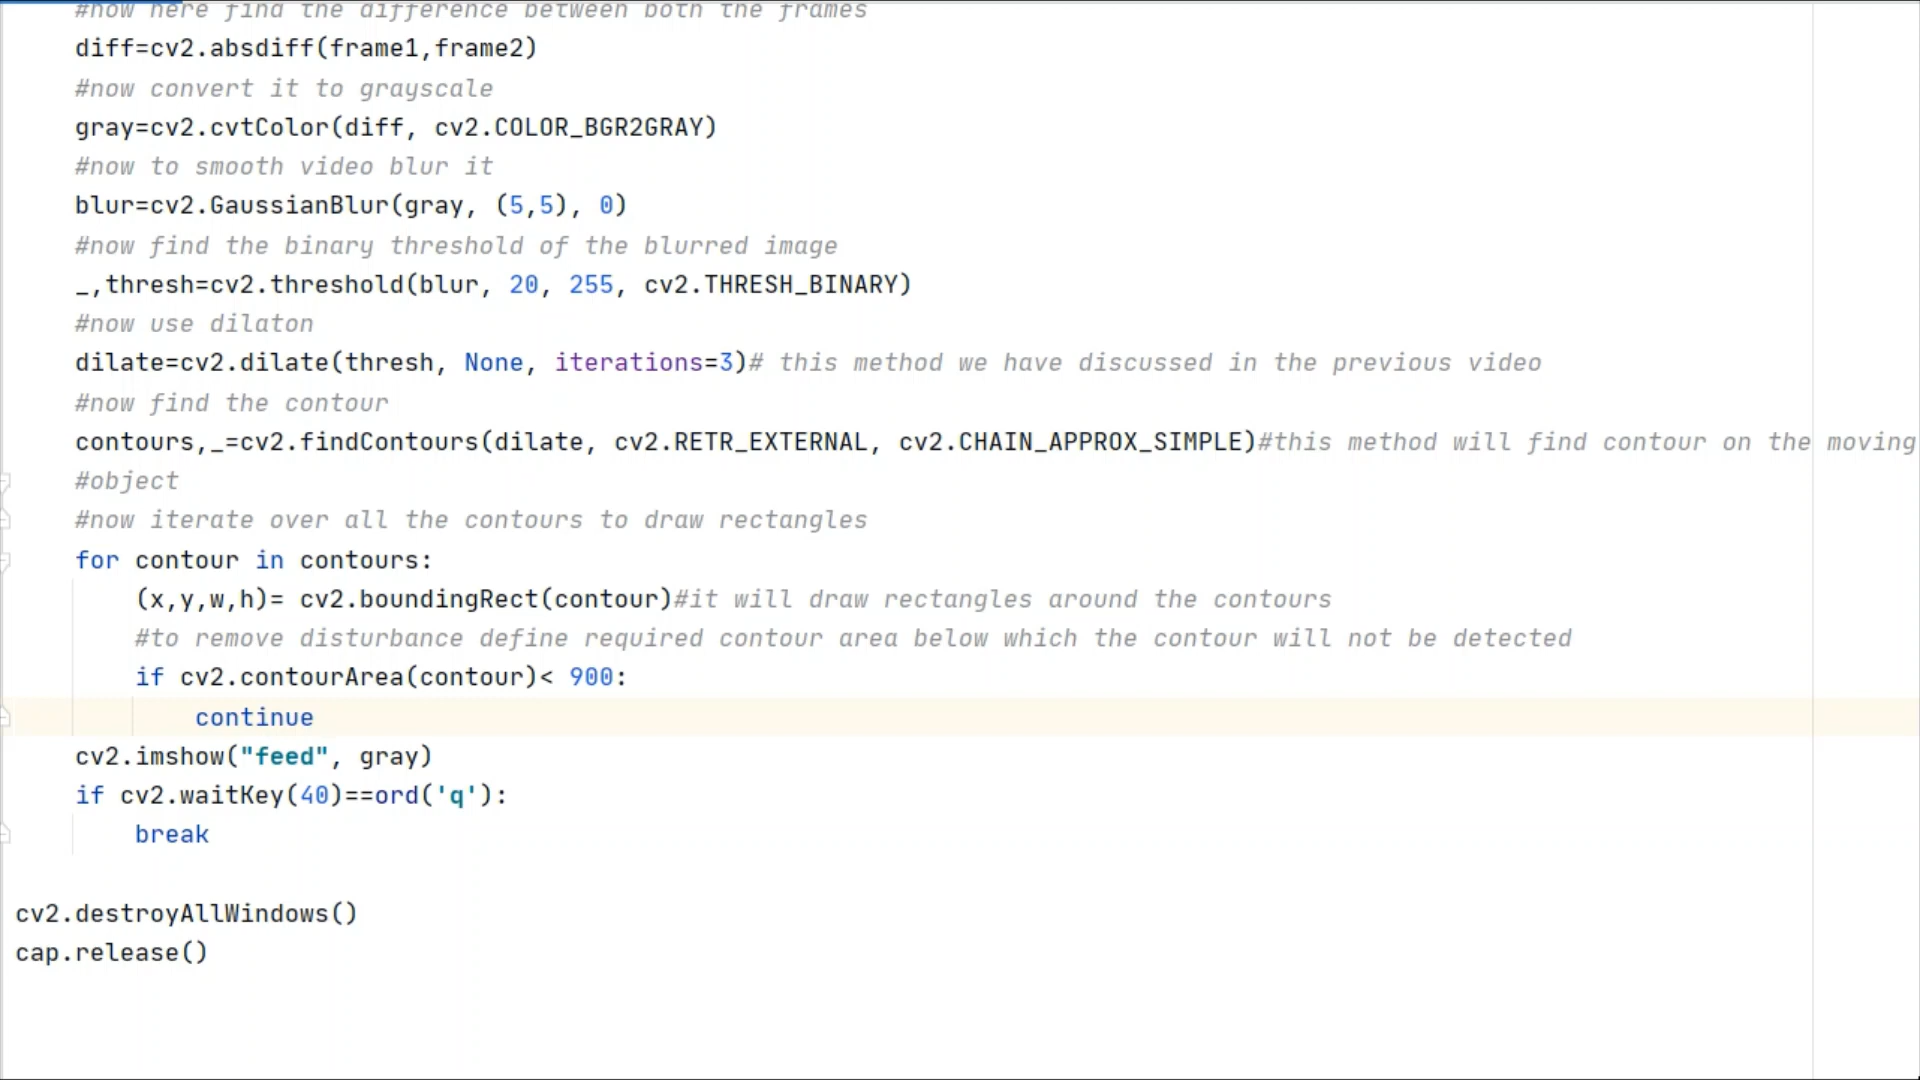 #now here find the difference between both the frames
diff=cv2.absdiff(frame1,frame2)
#now convert it to grayscale
gray=cv2.cvtColor(diff, cv2.COLOR_BGR2GRAY)
#now to smooth video blur it
blur=cv2.GaussianBlur(gray, (5,5), 0)
#now find the binary threshold of the blurred image
_,thresh=cv2.threshold(blur, 20, 255, cv2.THRESH_BINARY)
#now use dilaton
dilate=cv2.dilate(thresh, None, iterations=3)# this method we have discussed in the previous video
#now find the contour
contours,_=cv2.findContours(dilate, cv2.RETR_EXTERNAL, cv2.CHAIN_APPROX_SIMPLE)#this method will find contour on the moving
#object
#now iterate over all the contours to draw rectangles
for contour in contours:
(x,y,w,h)= cv2.boundingRect(contour)#it will draw rectangles around the contours
#to remove disturbance define required contour area below which the contour will not be detected
if cv2.contourArea(contour)< 900:
continue
cv2.imshow("feed", gray)
if cv2.waitKey(40)==ord('q'):
break
cv2.destroyAllWindows()
cap.release()